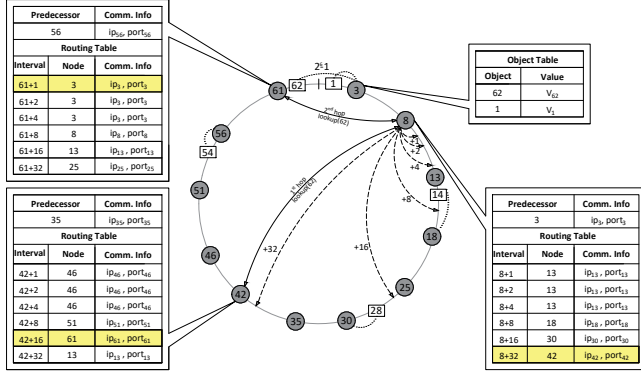 Predecessor Comm. Info
56 ip56 , port56
Routing Table
Interval Node Comm. Info
61+1 3 ip3 , port3
61+2 3 ip3 , port3
61+4 3 ip3 , port3
61+8 8 ip8 , port8
61+16 13 ip13 , port13
61+32 25 ip25 , port25
2⁶-1
61
62
1
3
Object Table
Object Value
62 V62
1 V1
2nd hop
lookup(62)
8
56
54
+1
+2
+4
13
14
+8
51
1st hop
lookup(62)
18
+32
+16
46
42
25
28
35
30
Predecessor Comm. Info
35 ip35, port35
Routing Table
Interval Node Comm. Info
42+1 46 ip46 , port46
42+2 46 ip46 , port46
42+4 46 ip46 , port46
42+8 51 ip51 , port51
42+16 61 ip61 , port61
42+32 13 ip13 , port13
Predecessor Comm. Info
3 ip3 , port3
Routing Table
Interval Node Comm. Info
8+1 13 ip13 , port13
8+2 13 ip13 , port13
8+4 13 ip13 , port13
8+8 18 ip18 , port18
8+16 30 ip30 , port30
8+32 42 ip42 , port42